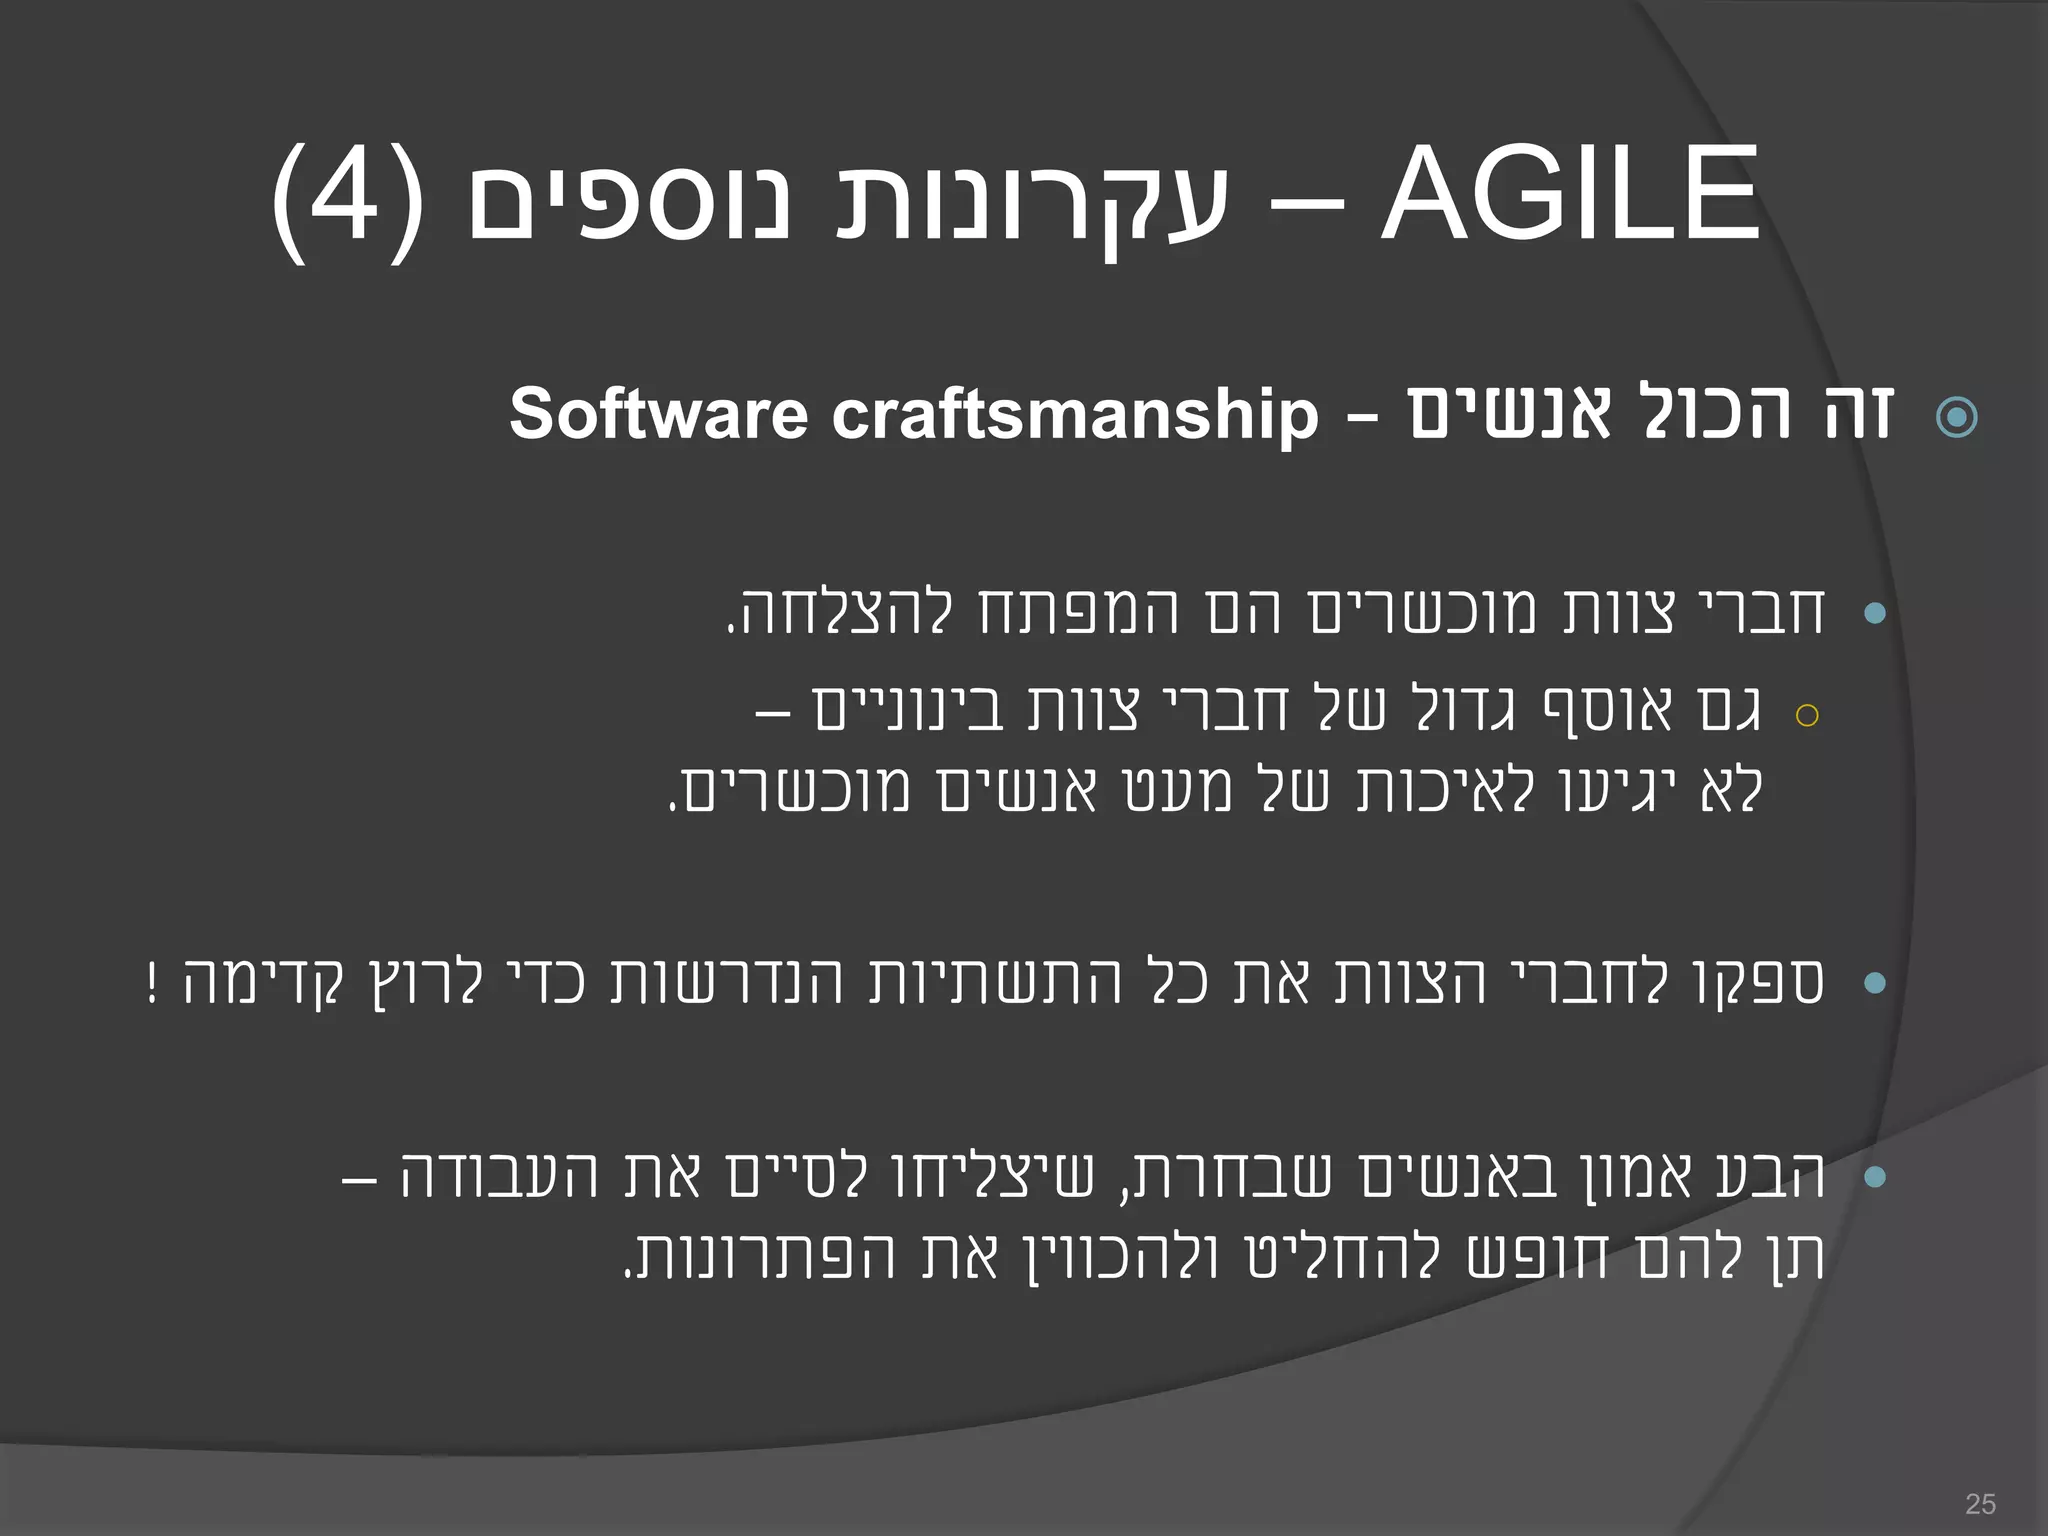 AGILE – עקרונות נוספים (4)
זה הכול אנשים – Software craftsmanship
חברי צוות מוכשרים הם המפתח להצלחה.
גם אוסף גדול של חברי צוות בינוניים –
לא יגיעו לאיכות של מעט אנשים מוכשרים.
ספקו לחברי הצוות את כל התשתיות הנדרשות כדי לרוץ קדימה !
הבע אמון באנשים שבחרת, שיצליחו לסיים את העבודה –
תן להם חופש להחליט ולהכווין את הפתרונות.
25